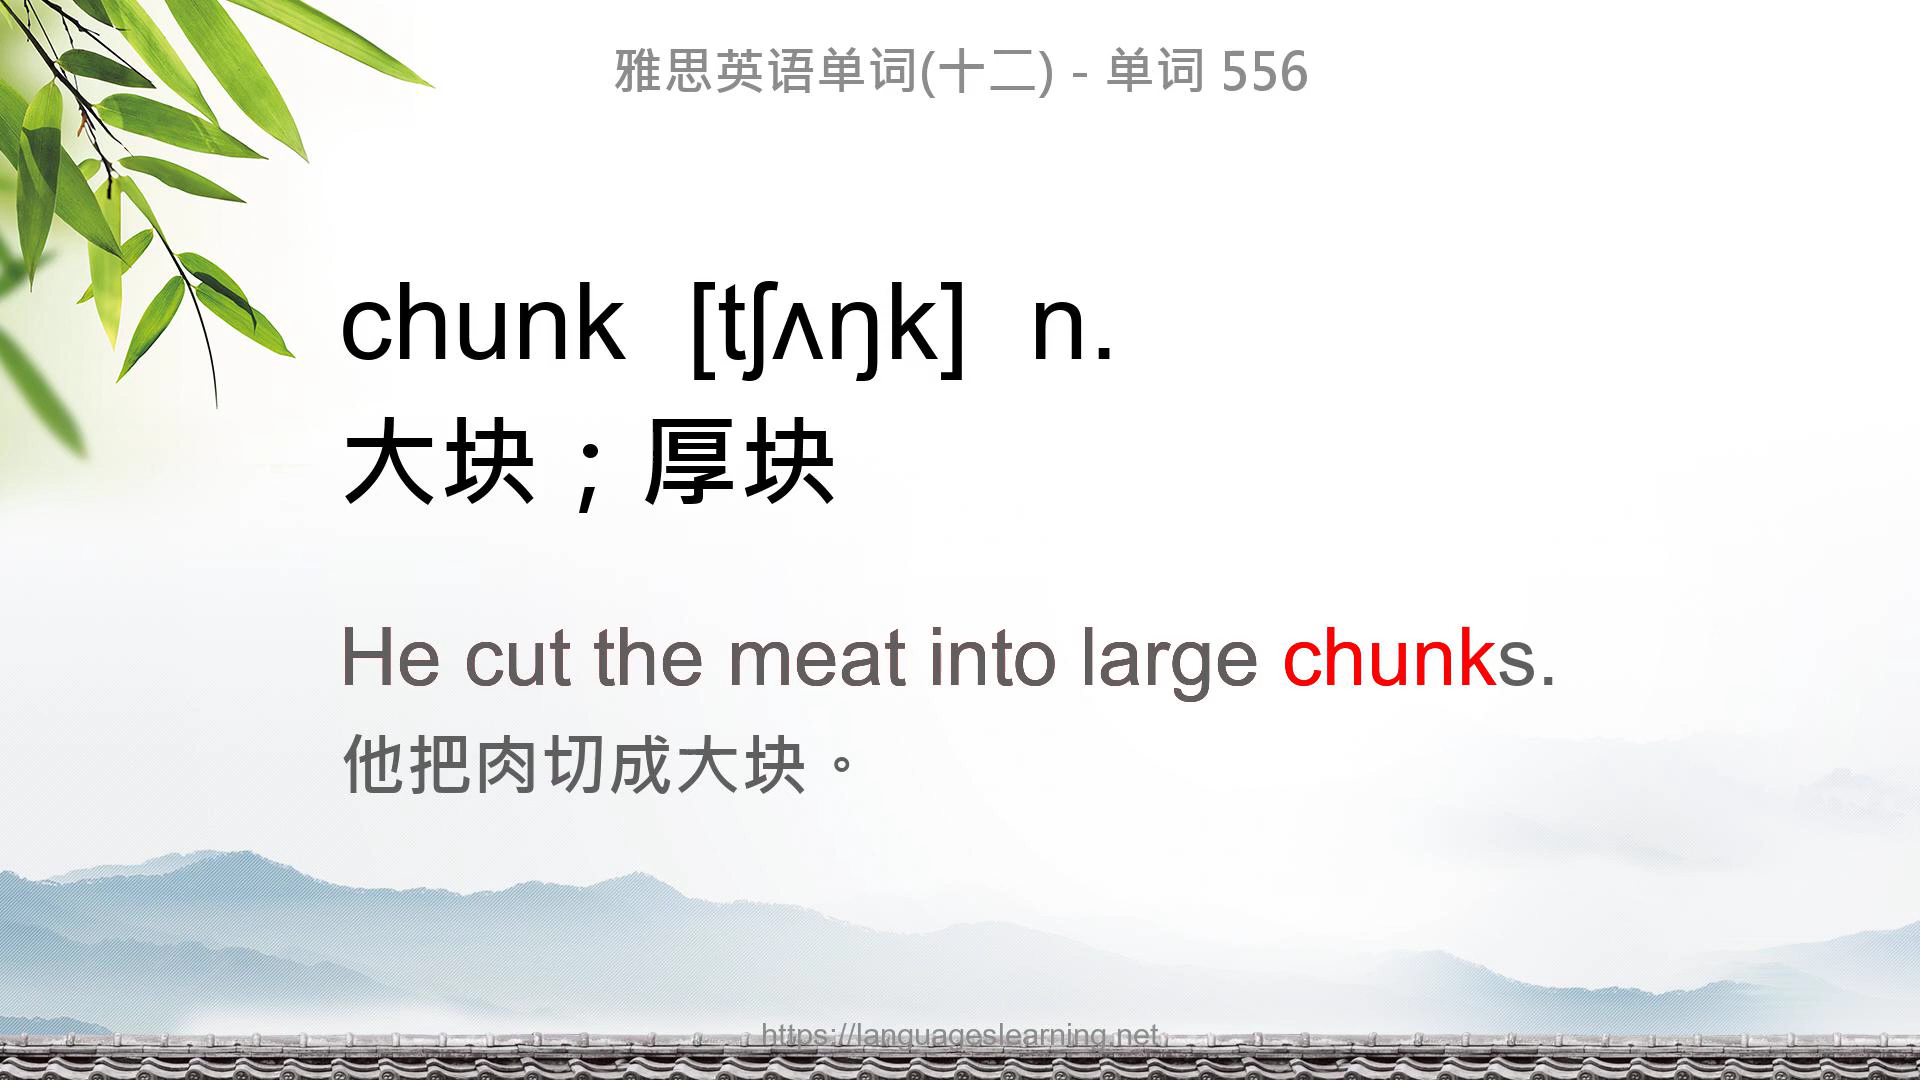 雅思英语单词(十二) - 单词 556
chunk [tʃʌŋk] n.
大块；厚块
He cut the meat into large chunks.
他把肉切成大块。
https://languageslearning.net